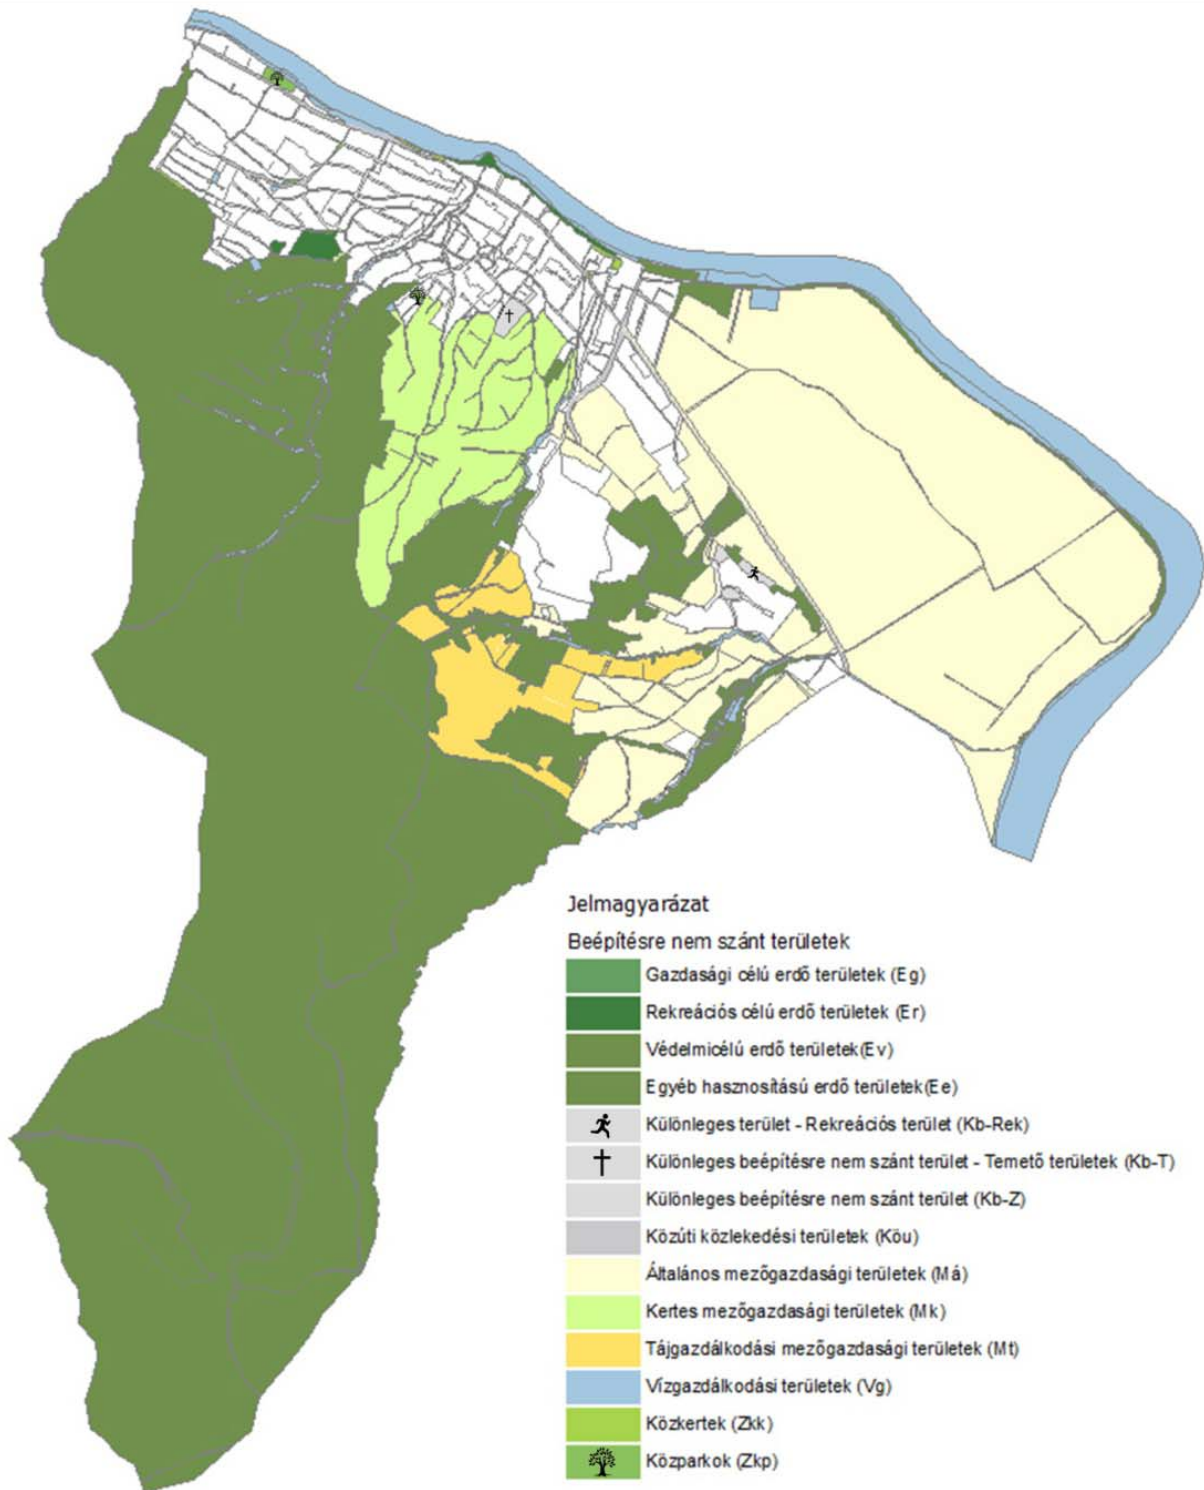 Jelmagyarázat
Beépítésre nem szánt területek
Gazdasági célú erdő területek (Eg)
Rekreációs célú erdő területek (Er)
Védelmicélú erdő területek(Ev)
Egyéb hasznosítású erdő területek(Ee)
Különleges terület - Rekreációs terület (Kb-Rek)
Különleges beépítésre nem szánt terület - Temető területek (Kb-T)
Különleges beépítésre nem szánt terület (Kb-Z)
Közúti közlekedési területek (Köu)
Általános mezőgazdasági területek (Má)
Kertes mezőgazdasági területek (Mk)
Tájgazdálkodási mezőgazdasági területek (Mt)
Vízgazdálkodási területek (Vg)
Közkertek (Zkk)
Közparkok (Zkp)